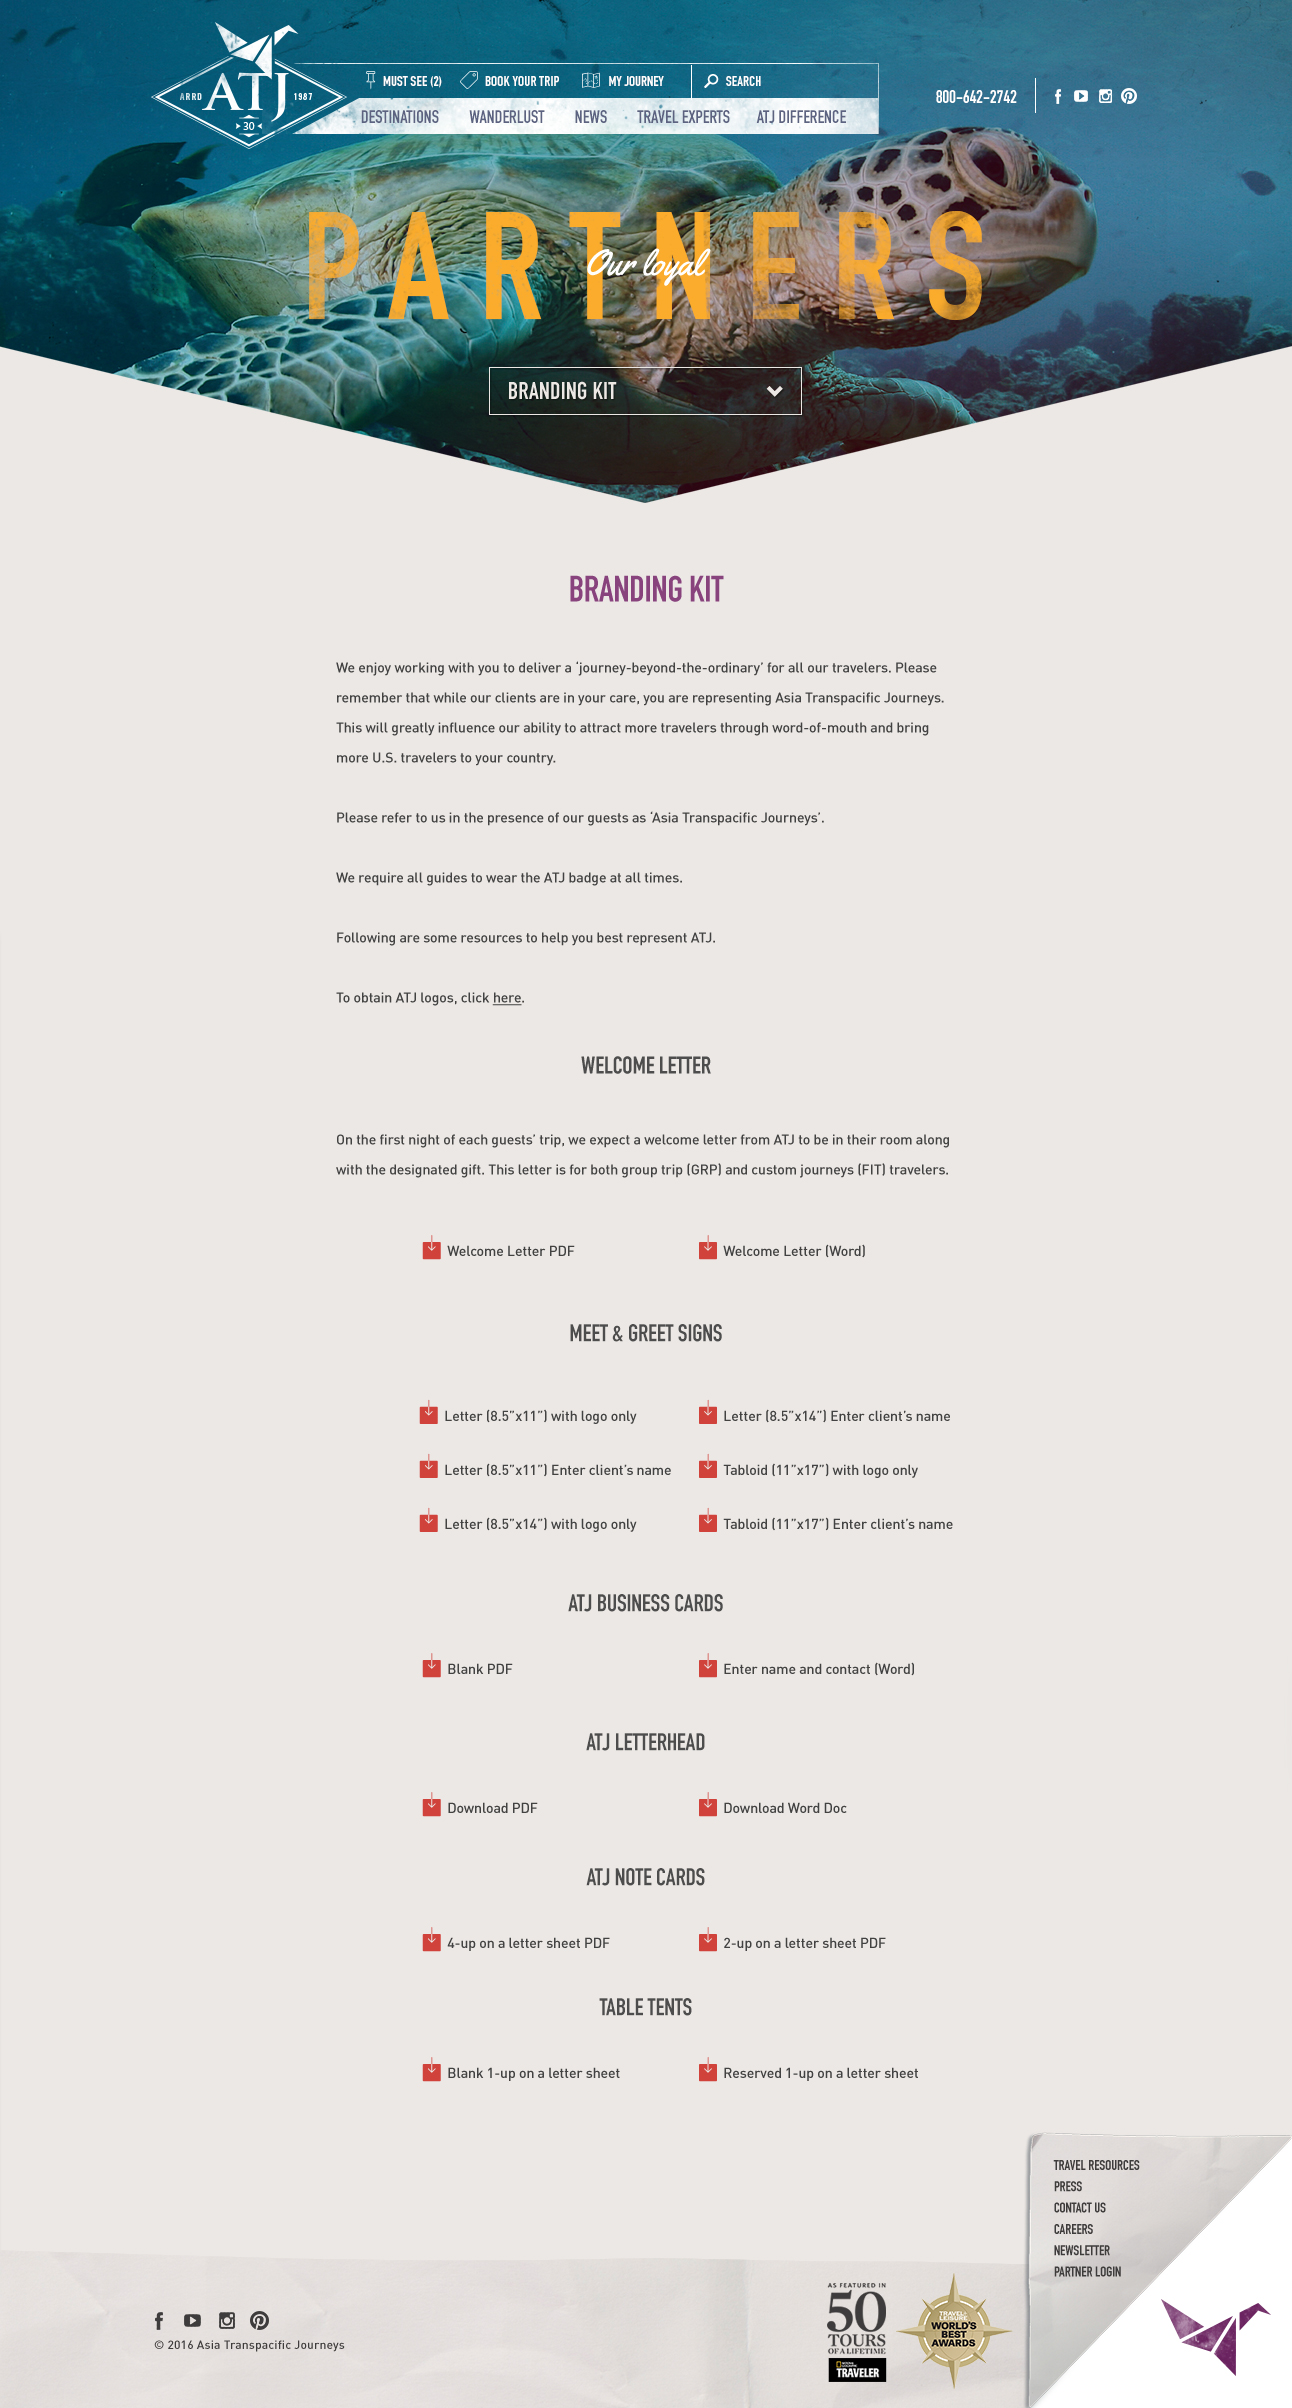 ARRD ATJ 1987
30
MUST SEE (2) BOOK YOUR TRIP MY JOURNEY SEARCH
DESTINATIONS WANDERLUST NEWS TRAVEL EXPERTS ATJ DIFFERENCE
800-642-2742
PARTNERS
Our loyal
BRANDING KIT
BRANDING KIT
We enjoy working with you to deliver a ‘journey-beyond-the-ordinary’ for all our travelers. Please
remember that while our clients are in your care, you are representing Asia Transpacific Journeys.
This will greatly influence our ability to attract more travelers through word-of-mouth and bring
more U.S. travelers to your country.
Please refer to us in the presence of our guests as ‘Asia Transpacific Journeys’.
We require all guides to wear the ATJ badge at all times.
Following are some resources to help you best represent ATJ.
To obtain ATJ logos, click here.
WELCOME LETTER
On the first night of each guests’ trip, we expect a welcome letter from ATJ to be in their room along
with the designated gift. This letter is for both group trip (GRP) and custom journeys (FIT) travelers.
Welcome Letter PDF Welcome Letter (Word)
MEET & GREET SIGNS
Letter (8.5”x11”) with logo only Letter (8.5”x14”) Enter client’s name
Letter (8.5”x11”) Enter client’s name Tabloid (11”x17”) with logo only
Letter (8.5”x14”) with logo only Tabloid (11”x17”) Enter client’s name
ATJ BUSINESS CARDS
Blank PDF Enter name and contact (Word)
ATJ LETTERHEAD
Download PDF Download Word Doc
ATJ NOTE CARDS
4-up on a letter sheet PDF 2-up on a letter sheet PDF
TABLE TENTS
Blank 1-up on a letter sheet Reserved 1-up on a letter sheet
TRAVEL RESOURCES
PRESS
CONTACT US
CAREERS
NEWSLETTER
PARTNER LOGIN
© 2016 Asia Transpacific Journeys
AS FEATURED IN
50
TOURS
OF A LIFETIME
NATIONAL GEOGRAPHIC
TRAVELER
TRAVEL+
LEISURE
WORLD'S
BEST
AWARDS